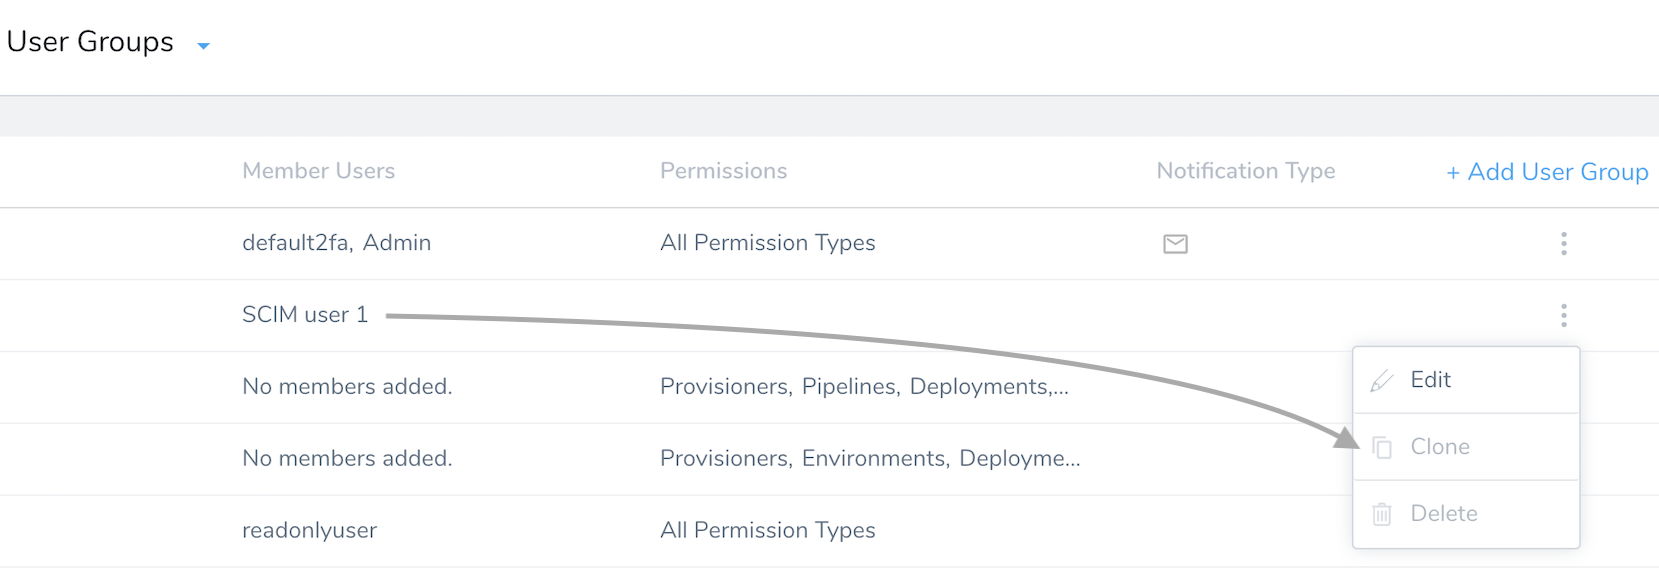 User Groups
Member Users Permissions Notification Type + Add User Group
default2fa, Admin All Permission Types
SCIM user 1
No members added. Provisioners, Pipelines, Deployments,...
Edit
No members added. Provisioners, Environments, Deployme...
Clone
readonlyuser All Permission Types
Delete